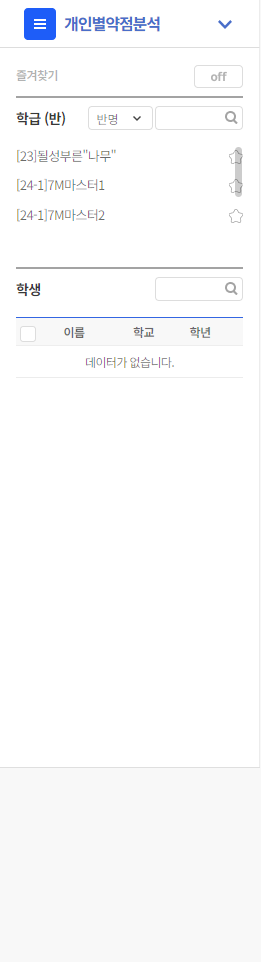 개인별약점분석
즐겨찾기 off
학급 (반) 반명
[23]될성부른"나무"
[24-1]7M마스터1
[24-1]7M마스터2
학생
이름 학교 학년
데이터가 없습니다.